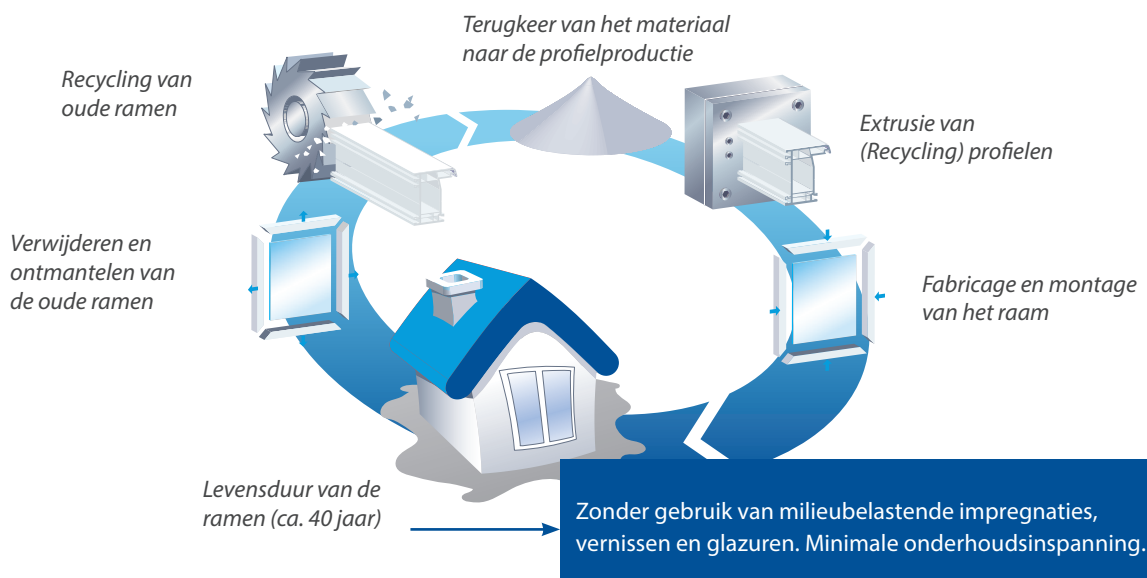 Terugkeer van het materiaal
naar de profielproductie
Recycling van
oude ramen
Extrusie van
(Recycling) profielen
Verwijderen en
ontmantelen van
de oude ramen
Fabricage en montage
van het raam
Levensduur van de
ramen (ca. 40 jaar)
Zonder gebruik van milieubelastende impregnaties,
vernissen en glazuren. Minimale onderhoudsinspanning.